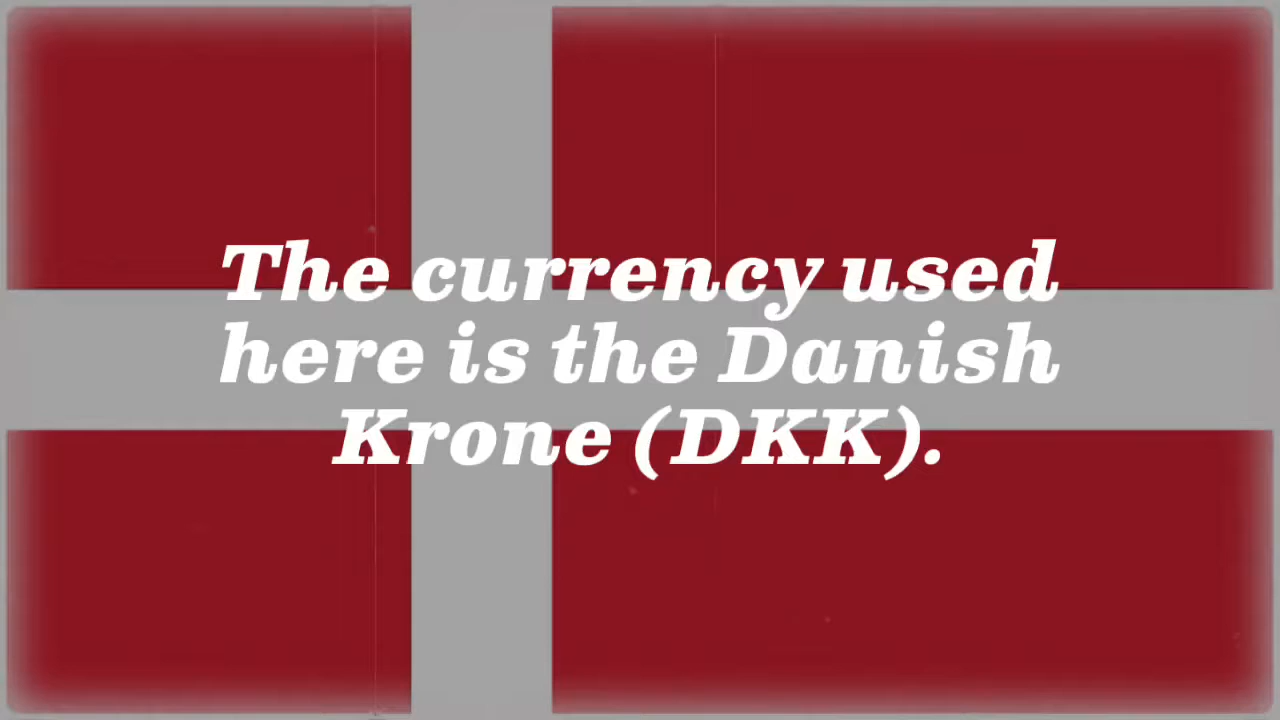 The currency used
here is the Danish
Krone (DKK).